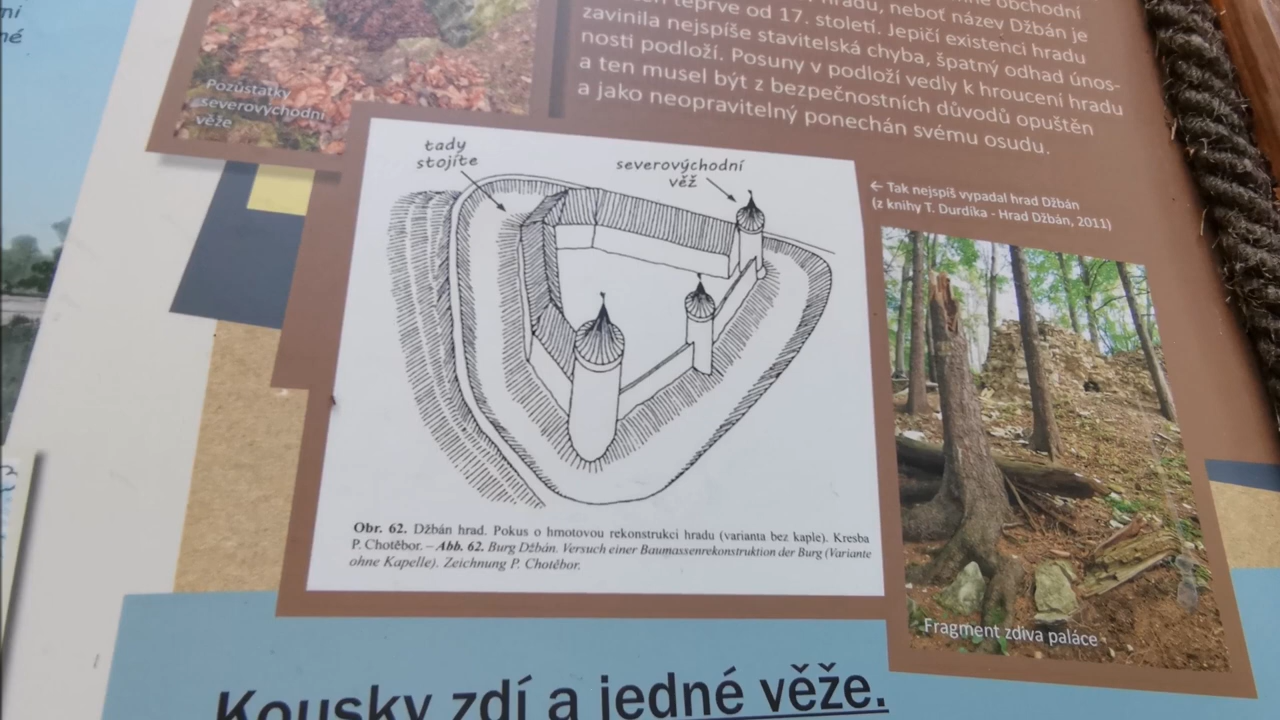 né
Pozůstatky
severovýchodní
věže
obchodní
hradu, neboť název Džbán je
teprve od 17. století. Jepičí existenci hradu
zavinila nejspíše stavitelská chyba, špatný odhad únos-
nosti podloží. Posuny v podloží vedly k hroucení hradu
a ten musel být z bezpečnostních důvodů opuštěn
a jako neopravitelný ponechán svému osudu.
tady
stojíte
severovýchodní
věž
← Tak nejspíš vypadal hrad Džbán
(z knihy T. Durdíka - Hrad Džbán, 2011)
Obr. 62. Džbán hrad. Pokus o hmotovou rekonstrukci hradu (varianta bez kaple). Kresba
P. Chotěbor. – Abb. 62. Burg Džbán. Versuch einer Baumassenrekonstruktion der Burg (Variante
ohne Kapelle). Zeichnung P. Chotěbor.
Fragment zdiva paláce
Kousky zdí a jedné věže.